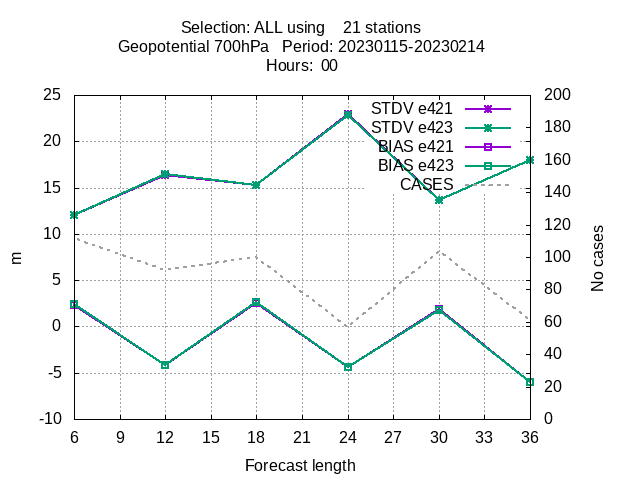 Selection: ALL using    21 stations
Geopotential 700hPa   Period: 20230115-20230214
Hours:  00
25
20
15
10
5
0
-5
-10
m
STDV e421
STDV e423
BIAS e421
BIAS e423
CASES
200
180
160
140
120
100
80
60
40
20
0
No cases
6 9 12 15 18 21 24 27 30 33 36
Forecast length